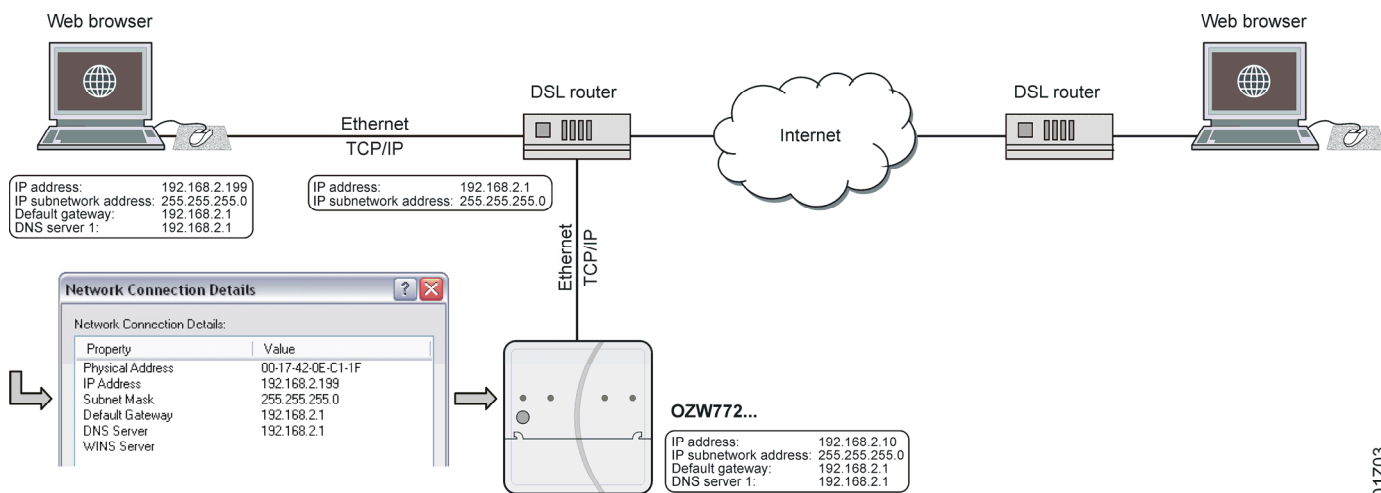 Web browser
Web browser
DSL router
DSL router
Ethernet
TCP/IP
Internet
IP address: 192.168.2.199
IP subnetwork address: 255.255.255.0
Default gateway: 192.168.2.1
DNS server 1: 192.168.2.1
IP address: 192.168.2.1
IP subnetwork address: 255.255.255.0
Ethernet
TCP/IP
Network Connection Details
Network Connection Details:
Property Value
Physical Address 00-17-42-0E-C1-1F
IP Address 192.168.2.199
Subnet Mask 255.255.255.0
Default Gateway 192.168.2.1
DNS Server 192.168.2.1
WINS Server
OZW772...
IP address: 192.168.2.10
IP subnetwork address: 255.255.255.0
Default gateway: 192.168.2.1
DNS server 1: 192.168.2.1